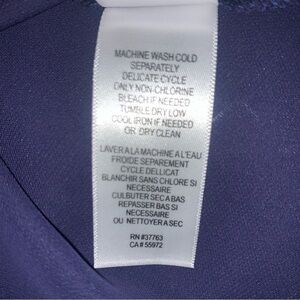 MACHINE WASH COLD
SEPARATELY
DELICATE CYCLE
ONLY NON-CHLORINE
BLEACH IF NEEDED
TUMBLE DRY LOW
COOL IRON IF NEEDED
OR DRY CLEAN
LAVER A LA MACHINE A L'EAU
FROIDE SEPAREMENT
CYCLE DELLICAT
BLANCHIR SANS CHLORE SI
NECESSAIRE
CULBUTER SEC A BAS
REPASSER BAS SI
NECESSAIRE
OU NETTOYER A SEC
RN #37763
CA # 55972